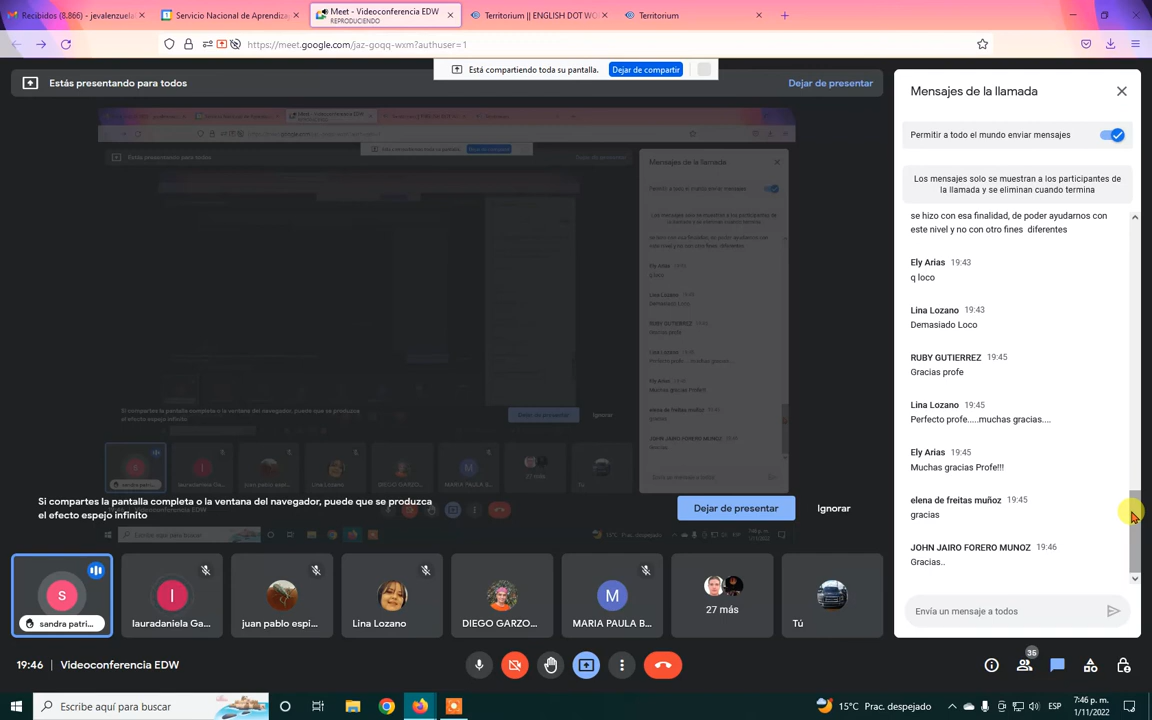 Recibidos (8.866) - jevalenzuel
Servicio Nacional de Aprendizaj
Meet - Videoconferencia EDW
REPRODUCIENDO
Territorium || ENGLISH DOT WO
Territorium
https://meet.google.com/jaz-goqq-wxm?authuser=1
Está compartiendo toda su pantalla.
Dejar de compartir
Estás presentando para todos
Dejar de presentar
Mensajes de la llamada
Permitir a todo el mundo enviar mensajes
Los mensajes solo se muestran a los participantes de
la llamada y se eliminan cuando termina
se hizo con esa finalidad, de poder ayudarnos con
este nivel y no con otro fines diferentes
Ely Arias 19:43
q loco
Lina Lozano 19:43
Demasiado Loco
RUBY GUTIERREZ 19:45
Gracias profe
Lina Lozano 19:45
Perfecto profe.....muchas gracias....
Ely Arias 19:45
Muchas gracias Profe!!!
elena de freitas muñoz 19:45
gracias
JOHN JAIRO FORERO MUNOZ 19:46
Gracias..
Envía un mensaje a todos
Si compartes la pantalla completa o la ventana del navegador, puede que se produzca
el efecto espejo infinito
Dejar de presentar
Ignorar
S
sandra patri...
l
lauradaniela Ga...
juan pablo espi...
Lina Lozano
DIEGO GARZO...
M
MARIA PAULA B...
27 más
Tú
19:46 Videoconferencia EDW
35
Escribe aquí para buscar
15°C Prac. despejado
ESP
7:46 p. m.
1/11/2022